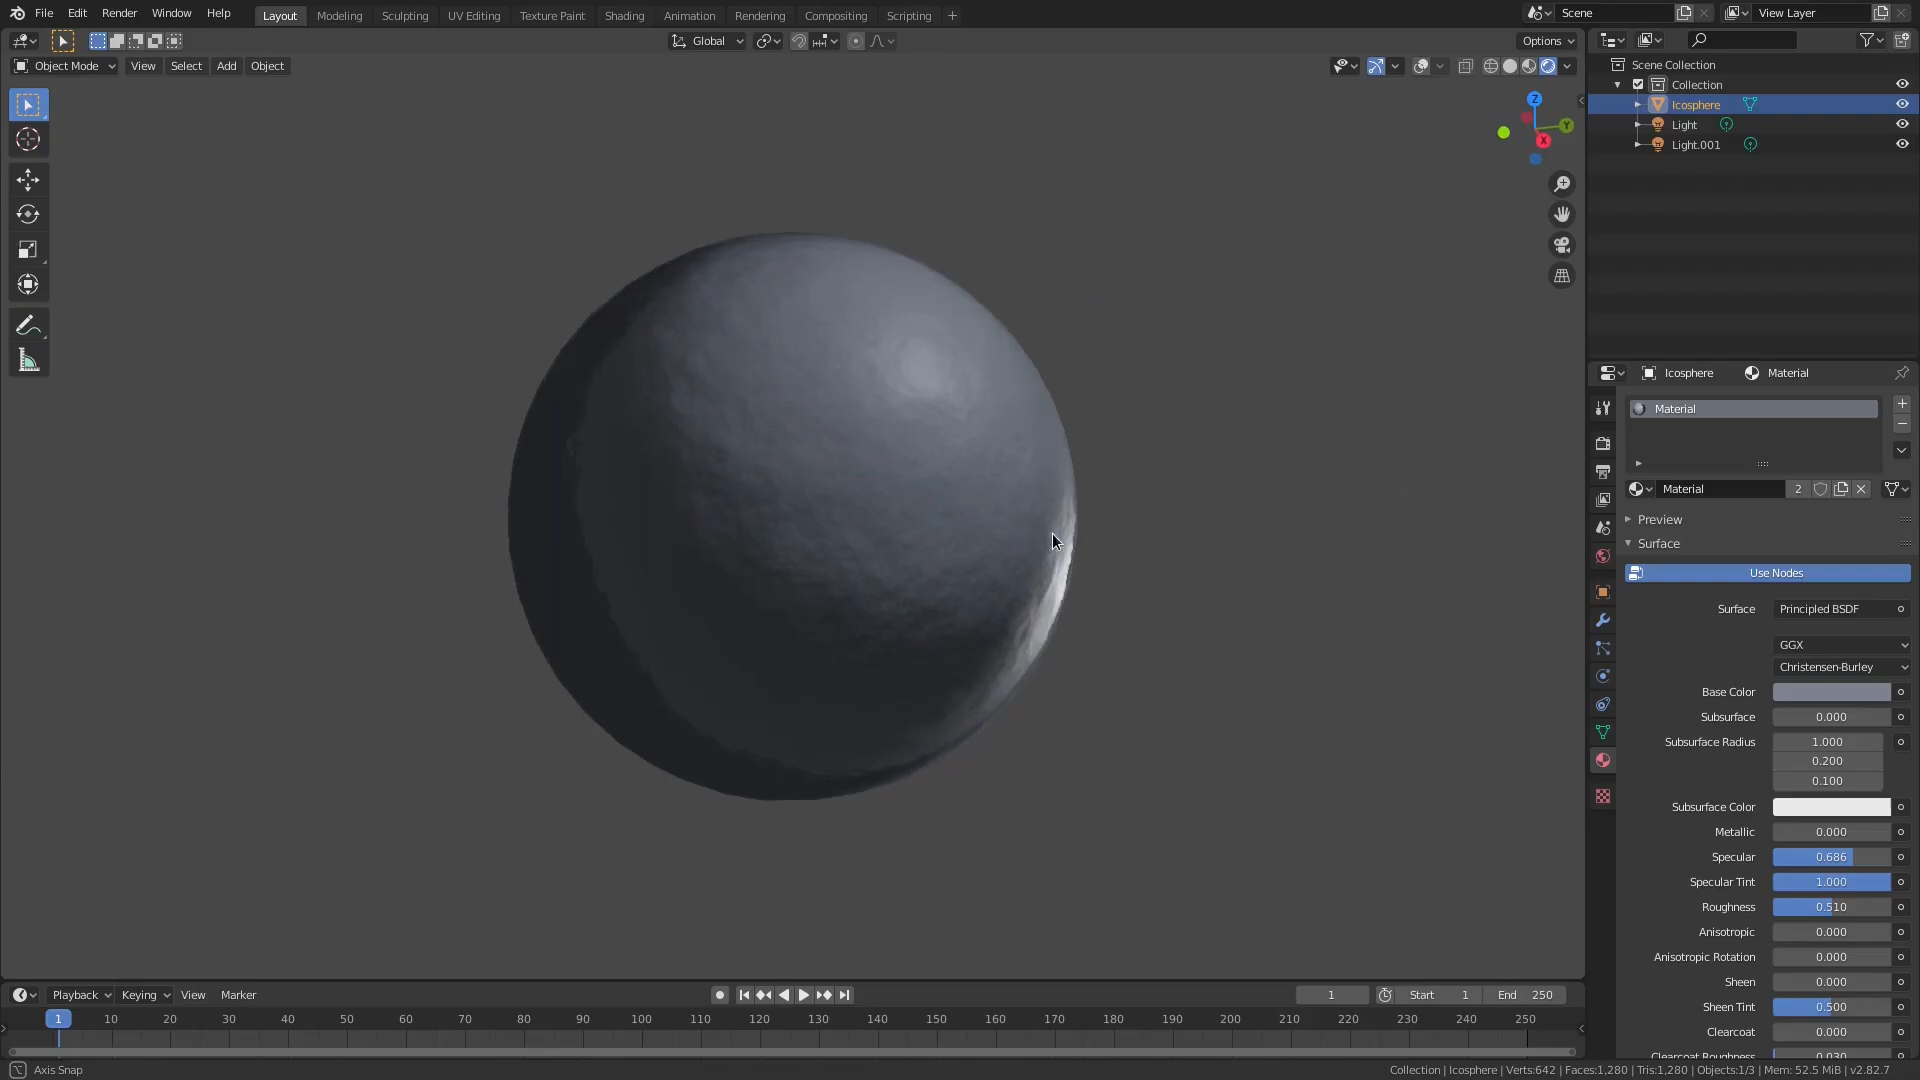 File Edit Render Window Help Layout Modeling Sculpting UV Editing Texture Paint Shading Animation Rendering Compositing Scripting + Scene View Layer
Global Options
Object Mode View Select Add Object
Z
Y
X
Scene Collection
Collection
Icosphere
Light
Light.001
Icosphere Material
Material
Material 2
Preview
Surface
Use Nodes
Surface Principled BSDF
GGX
Christensen-Burley
Base Color
Subsurface 0.000
Subsurface Radius 1.000
0.200
0.100
Subsurface Color
Metallic 0.000
Specular 0.686
Specular Tint 1.000
Roughness 0.510
Anisotropic 0.000
Anisotropic Rotation 0.000
Sheen 0.000
Sheen Tint 0.500
Clearcoat 0.000
Clearcoat Roughness 0.030
Playback Keying View Marker 1 Start 1 End 250
1 10 20 30 40 50 60 70 80 90 100 110 120 130 140 150 160 170 180 190 200 210 220 230 240 250
Axis Snap Collection | Icosphere | Verts:642 | Faces:1,280 | Tris:1,280 | Objects:1/3 | Mem: 52.5 MiB | v2.82.7